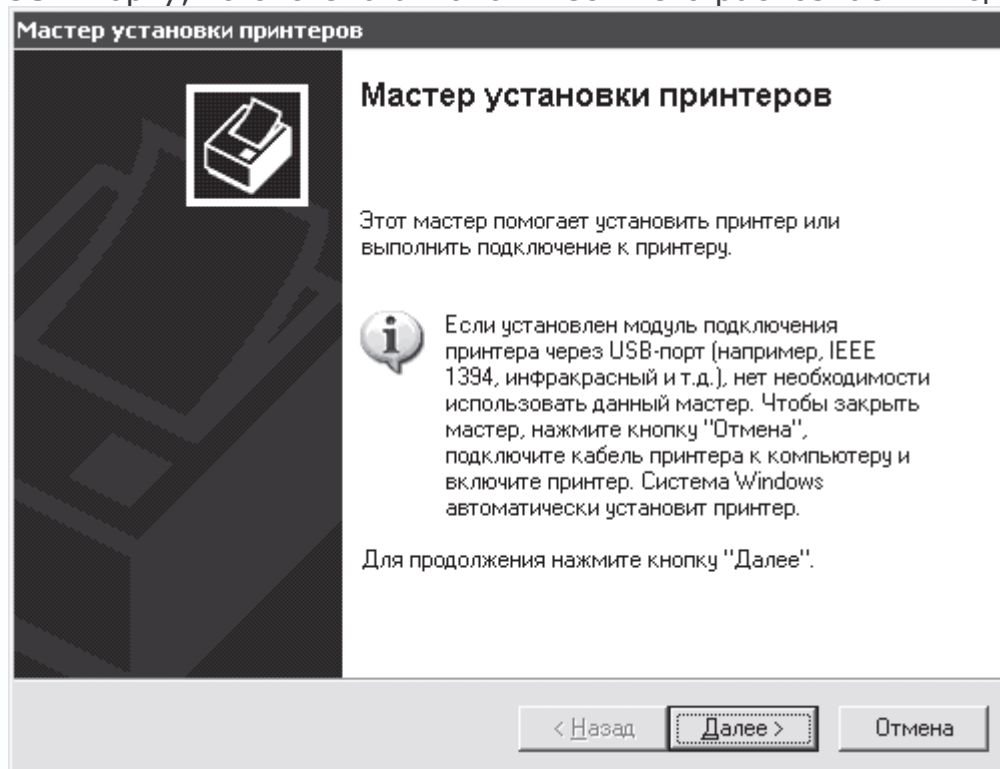 Мастер установки принтеров
Мастер установки принтеров
Этот мастер помогает установить принтер или
выполнить подключение к принтеру.
Если установлен модуль подключения
принтера через USB-порт (например, IEEE
1394, инфракрасный и т.д.), нет необходимости
использовать данный мастер. Чтобы закрыть
мастер, нажмите кнопку "Отмена",
подключите кабель принтера к компьютеру и
включите принтер. Система Windows
автоматически установит принтер.
Для продолжения нажмите кнопку "Далее".
< Назад Далее > Отмена